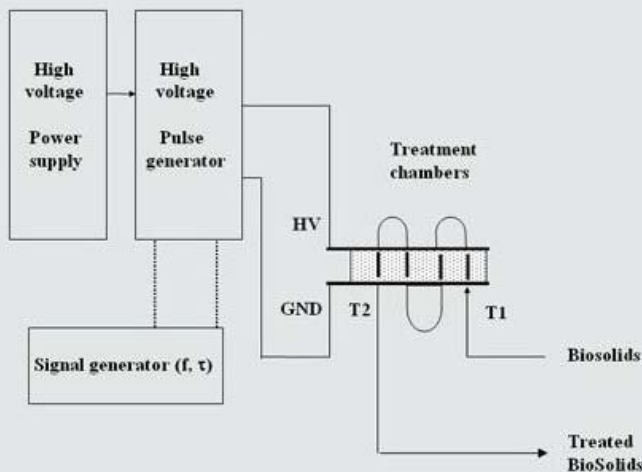 High
voltage
Power
supply
High
voltage
Pulse
generator
Treatment
chambers
HV
GND
T2
T1
Signal generator (f, τ)
Biosolids
Treated
BioSolids